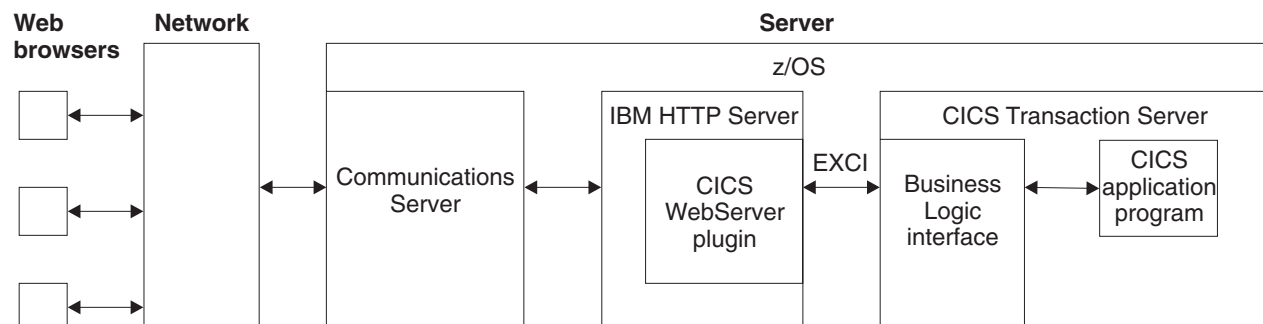 Web
browsers
Network
Server
z/OS
IBM HTTP Server
CICS Transaction Server
Communications
Server
CICS
WebServer
plugin
EXCI
Business
Logic
interface
CICS
application
program